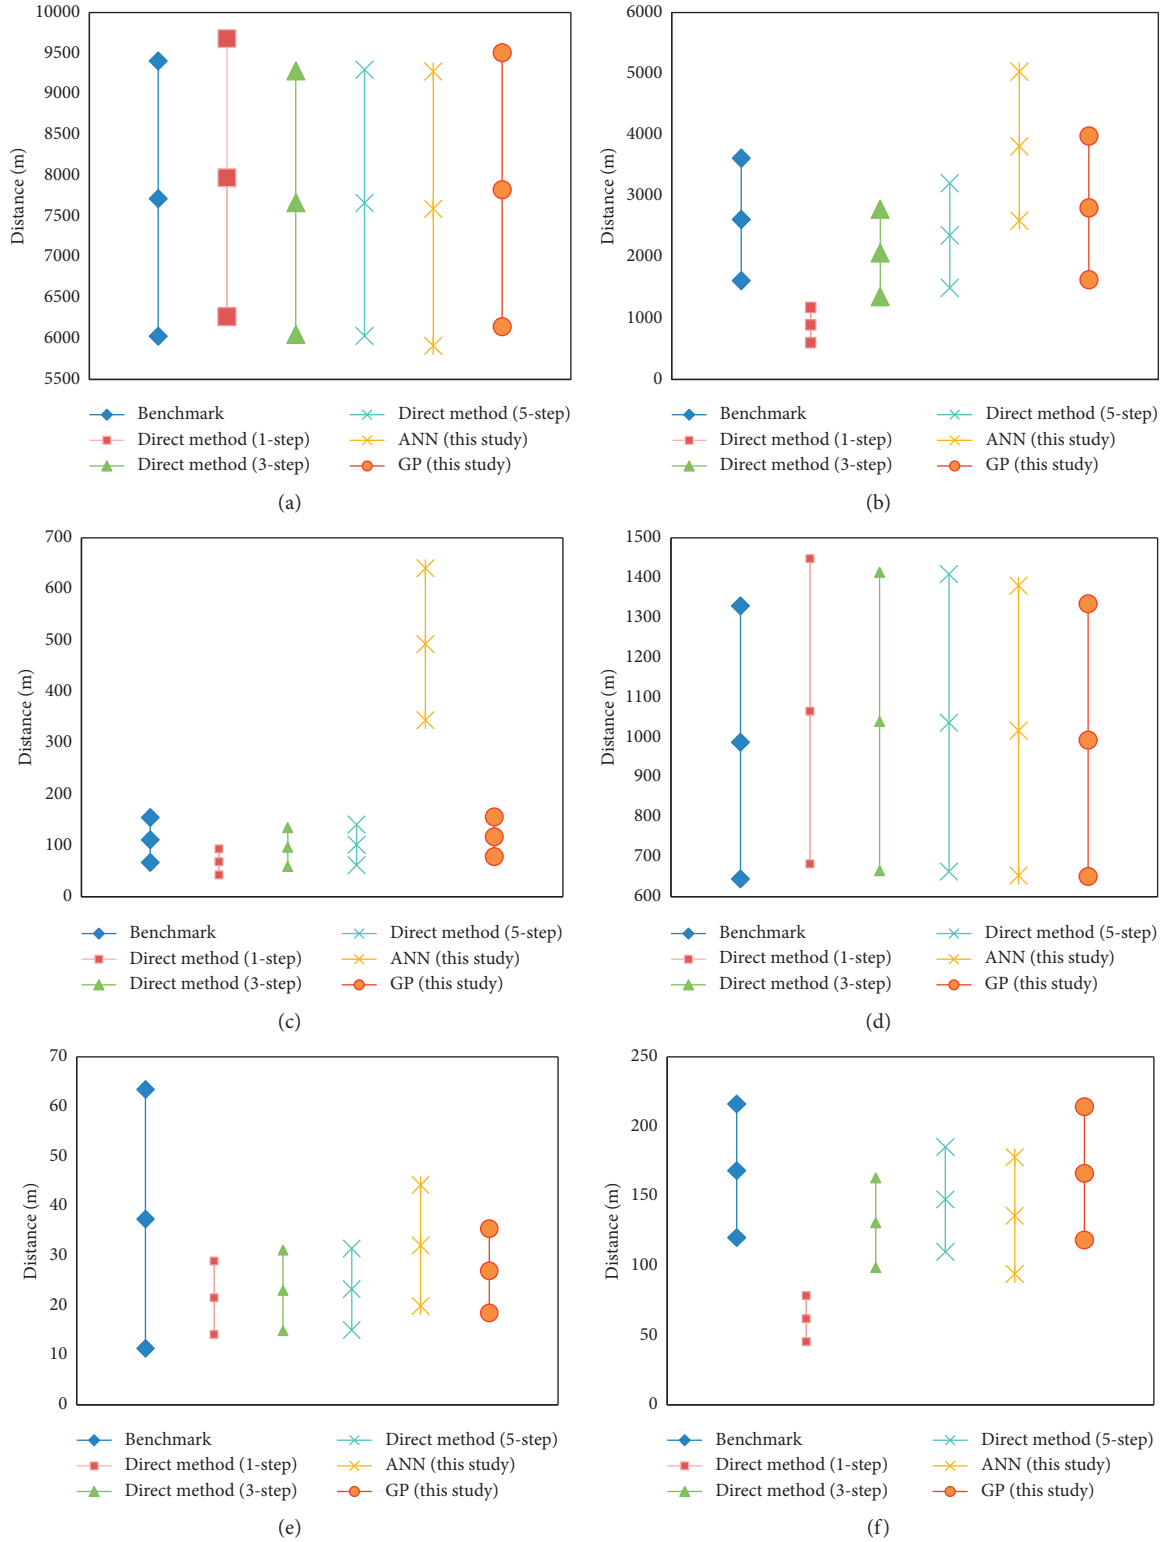 10000
9500
9000
8500
8000
7500
7000
6500
6000
5500
Distance (m)
Benchmark
Direct method (1-step)
Direct method (3-step)
Direct method (5-step)
ANN (this study)
GP (this study)
(a)
6000
5000
4000
3000
2000
1000
0
Distance (m)
Benchmark
Direct method (1-step)
Direct method (3-step)
Direct method (5-step)
ANN (this study)
GP (this study)
(b)
700
600
500
400
300
200
100
0
Distance (m)
Benchmark
Direct method (1-step)
Direct method (3-step)
Direct method (5-step)
ANN (this study)
GP (this study)
(c)
1500
1400
1300
1200
1100
1000
900
800
700
600
Distance (m)
Benchmark
Direct method (1-step)
Direct method (3-step)
Direct method (5-step)
ANN (this study)
GP (this study)
(d)
70
60
50
40
30
20
10
0
Distance (m)
Benchmark
Direct method (1-step)
Direct method (3-step)
Direct method (5-step)
ANN (this study)
GP (this study)
(e)
250
200
150
100
50
0
Distance (m)
Benchmark
Direct method (1-step)
Direct method (3-step)
Direct method (5-step)
ANN (this study)
GP (this study)
(f)